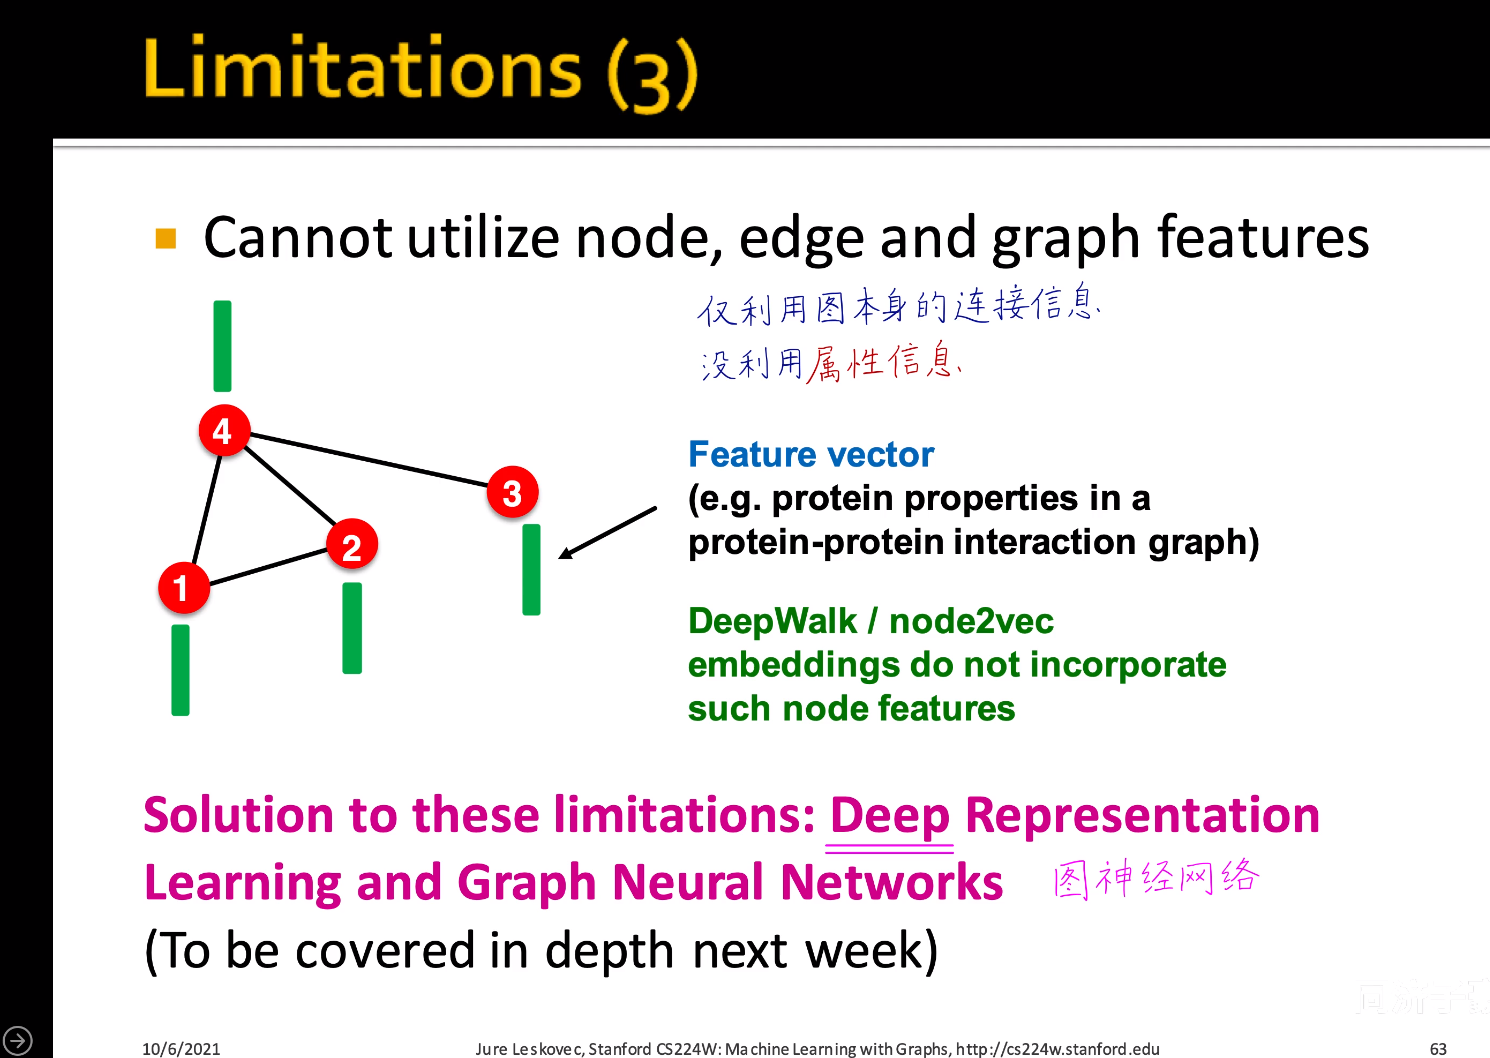 Limitations (3)
Cannot utilize node, edge and graph features
仅利用图本身的连接信息.
没利用属性信息.
4
3
2
1
Feature vector
(e.g. protein properties in a
protein-protein interaction graph)
DeepWalk / node2vec
embeddings do not incorporate
such node features
Solution to these limitations: Deep Representation
Learning and Graph Neural Networks 图神经网络
(To be covered in depth next week)
10/6/2021 Jure Leskovec, Stanford CS224W: Machine Learning with Graphs, http://cs224w.stanford.edu 63